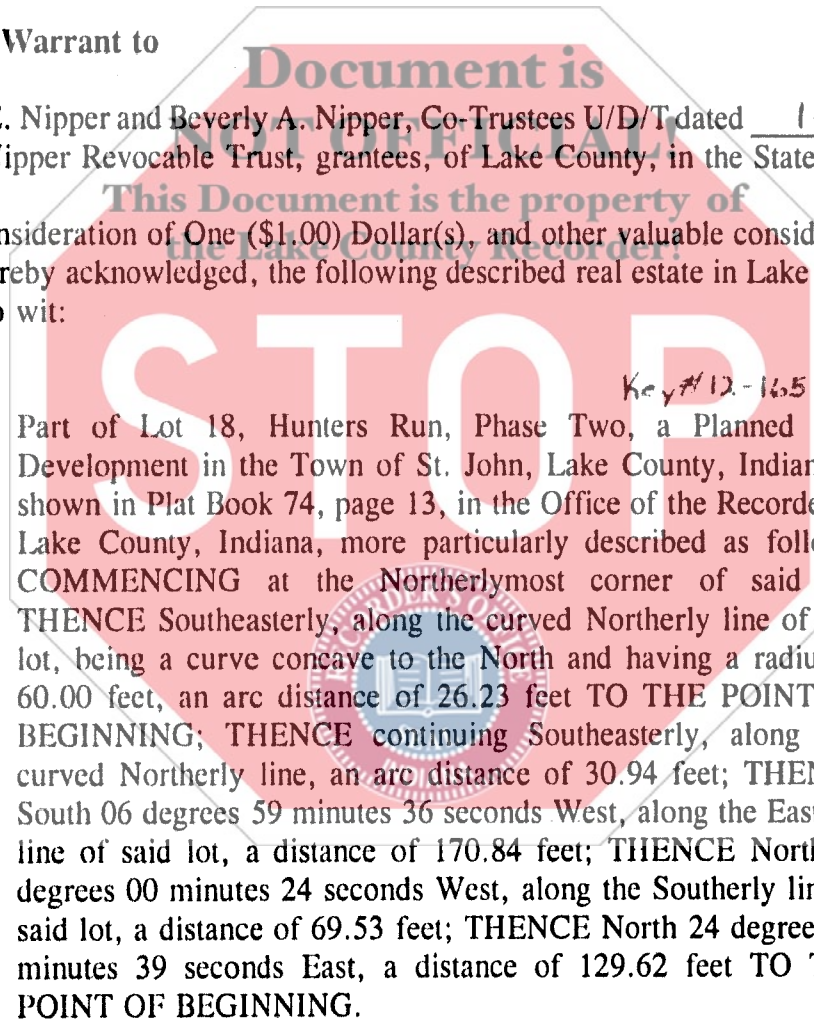 Warrant to
Document is
E. Nipper and Beverly A. Nipper, Co-Trustees U/D/T dated 1
NOT OFFICIAL!
Nipper Revocable Trust, grantees, of Lake County, in the State
This Document is the property of
nsideration of One ($1.00) Dollar(s), and other valuable consid
the Lake County Recorder!
reby acknowledged, the following described real estate in Lake
o wit:
STOP
Key # 12-165
Part of Lot 18, Hunters Run, Phase Two, a Planned
Development in the Town of St. John, Lake County, Indian
shown in Plat Book 74, page 13, in the Office of the Recorde
Lake County, Indiana, more particularly described as foll
COMMENCING at the Northerlymost corner of said
THENCE Southeasterly, along the curved Northerly line of
lot, being a curve concave to the North and having a radiu
60.00 feet, an arc distance of 26.23 feet TO THE POINT
BEGINNING; THENCE continuing Southeasterly, along
curved Northerly line, an arc distance of 30.94 feet; THEN
South 06 degrees 59 minutes 36 seconds West, along the East
line of said lot, a distance of 170.84 feet; THENCE North
degrees 00 minutes 24 seconds West, along the Southerly lin
said lot, a distance of 69.53 feet; THENCE North 24 degree
minutes 39 seconds East, a distance of 129.62 feet TO T
POINT OF BEGINNING.
RECORDER'S OFFICE